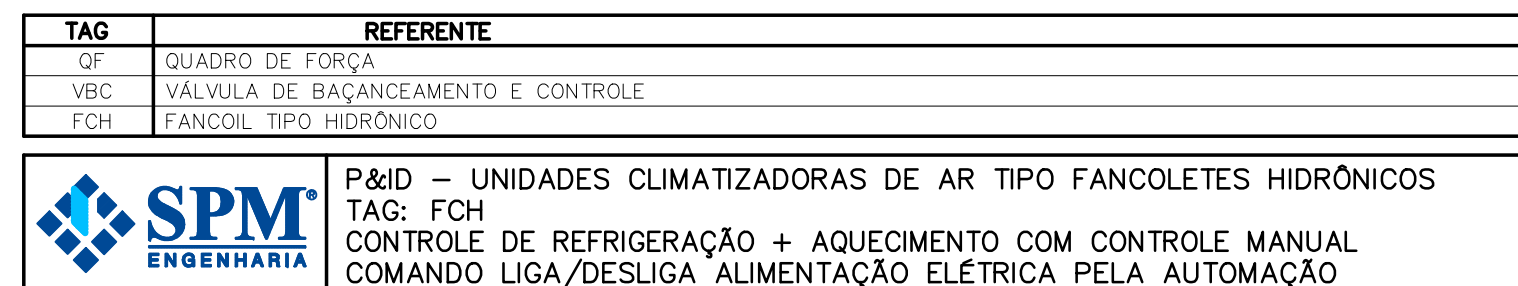 TAG REFERENTE
QF QUADRO DE FORÇA
VBC VÁLVULA DE BAÇANCEAMENTO E CONTROLE
FCH FANCOIL TIPO HIDRÔNICO
SPM®
ENGENHARIA
P&ID – UNIDADES CLIMATIZADORAS DE AR TIPO FANCOLETES HIDRÔNICOS
TAG: FCH
CONTROLE DE REFRIGERAÇÃO + AQUECIMENTO COM CONTROLE MANUAL
COMANDO LIGA/DESLIGA ALIMENTAÇÃO ELÉTRICA PELA AUTOMAÇÃO